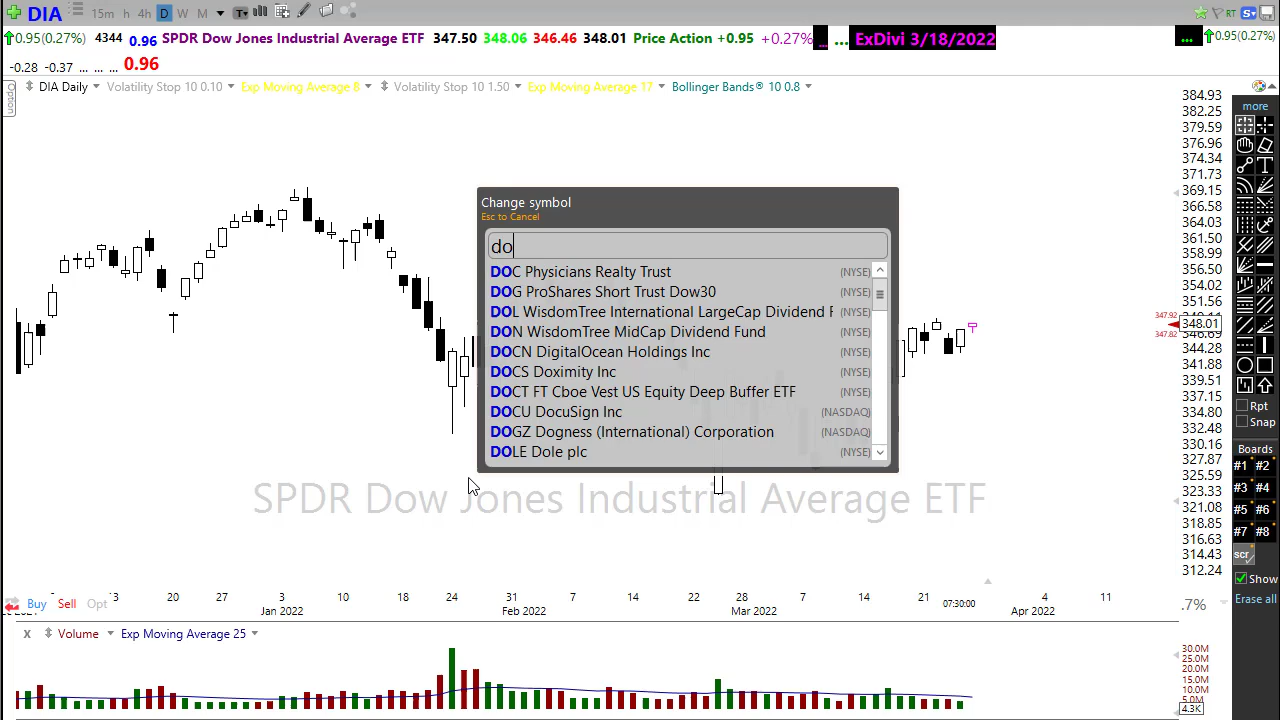 DIA 15m h 4h D W M T RT S
0.95(0.27%) 4344 0.96 SPDR Dow Jones Industrial Average ETF 347.50 348.06 346.46 348.01 Price Action +0.95 +0.27% ... ... ExDivi 3/18/2022 ... 0.95(0.27%)
-0.28 -0.37 ... ... 0.96
Option
DIA Daily Volatility Stop 10 0.10 Exp Moving Average 8 Volatility Stop 10 1.50 Exp Moving Average 17 Bollinger Bands® 10 0.8
384.93
382.25
379.59
376.96
374.34
371.73
369.15
366.58
364.03
361.50
358.99
356.50
354.02
351.56
347.92
348.01
347.82
344.28
341.88
339.51
337.15
334.80
332.48
330.16
327.87
325.59
323.33
321.08
318.85
316.63
314.43
312.24
more
Rpt
Snap
Boards
#1 #2
#3 #4
#5 #6
#7 #8
scr
Show
Erase all
Change symbol
Esc to Cancel
do
DOC Physicians Realty Trust (NYSE)
DOG ProShares Short Trust Dow30 (NYSE)
DOL WisdomTree International LargeCap Dividend F (NYSE)
DON WisdomTree MidCap Dividend Fund (NYSE)
DOCN DigitalOcean Holdings Inc (NYSE)
DOCS Doximity Inc (NYSE)
DOCT FT Cboe Vest US Equity Deep Buffer ETF (NYSE)
DOCU DocuSign Inc (NASDAQ)
DOGZ Dogness (International) Corporation (NASDAQ)
DOLE Dole plc (NYSE)
SPDR Dow Jones Industrial Average ETF
13 20 27 3 10 18 24 31 7 14 22 28 7 14 21 07:30:00 4 11
Jan 2022 Feb 2022 Mar 2022 Apr 2022
Buy Sell Opt .7%
X Volume Exp Moving Average 25
30.0M
25.0M
20.0M
15.0M
10.0M
5.0M
4.3K